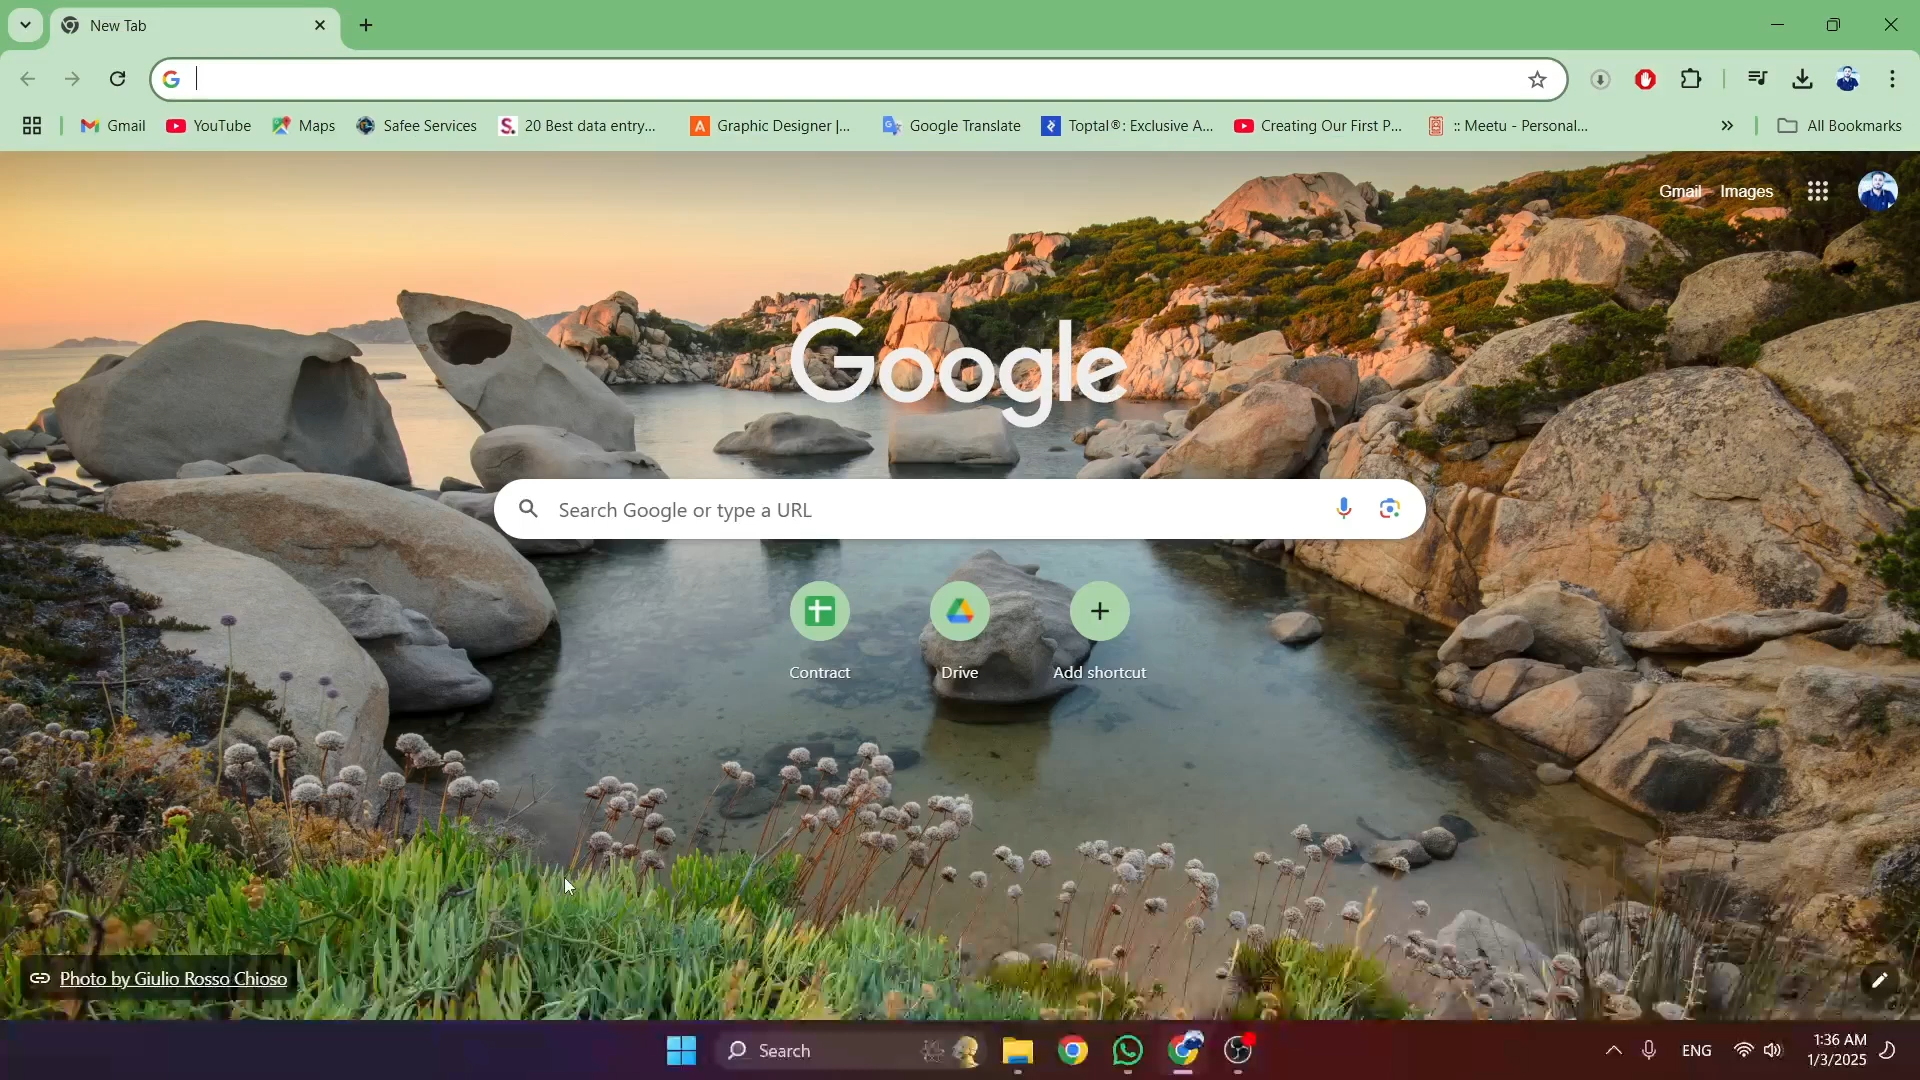 New Tab
Gmail
YouTube
Maps
Safee Services
20 Best data entry...
Graphic Designer |...
Google Translate
Toptal®: Exclusive A...
Creating Our First P...
:: Meetu - Personal...
All Bookmarks
Gmail Images
Google
Search Google or type a URL
Contract
Drive
Add shortcut
Photo by Giulio Rosso Chioso
Search
ENG
1:36 AM
1/3/2025